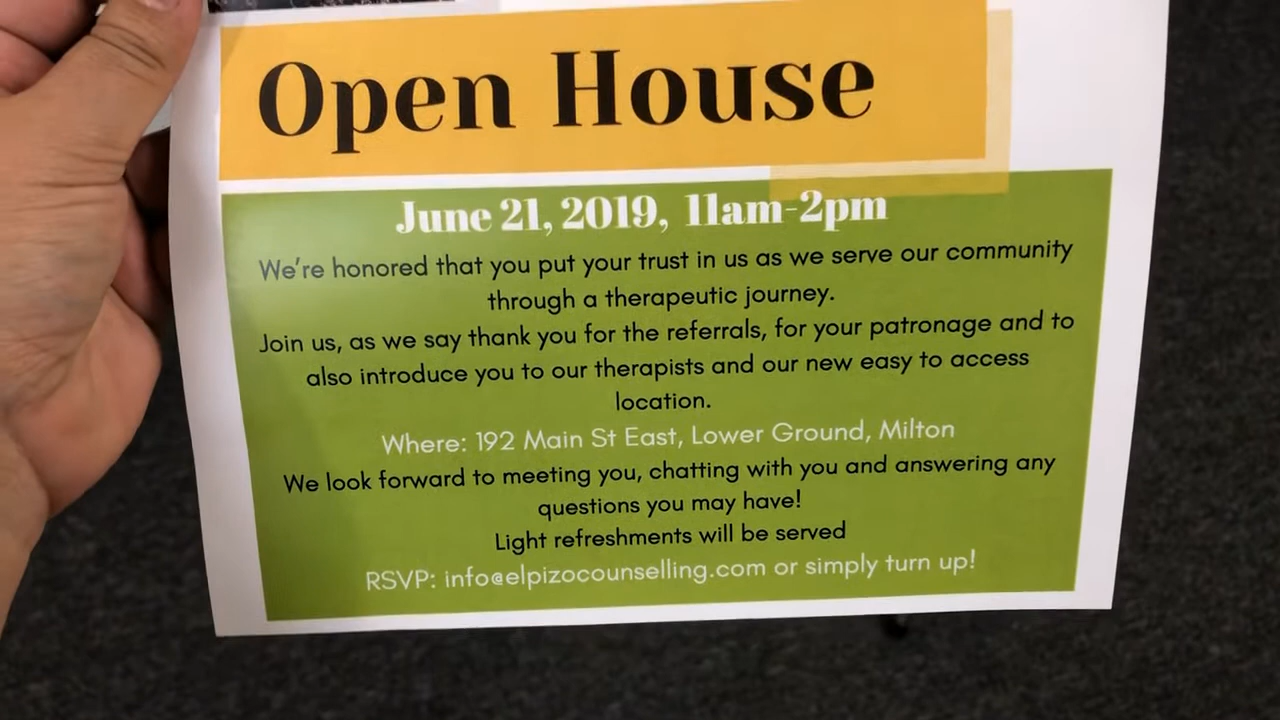 Open House
June 21, 2019, 11am-2pm
We're honored that you put your trust in us as we serve our community
through a therapeutic journey.
Join us, as we say thank you for the referrals, for your patronage and to
also introduce you to our therapists and our new easy to access
location.
Where: 192 Main St East, Lower Ground, Milton
We look forward to meeting you, chatting with you and answering any
questions you may have!
Light refreshments will be served
RSVP: info@elpizocounselling.com or simply turn up!